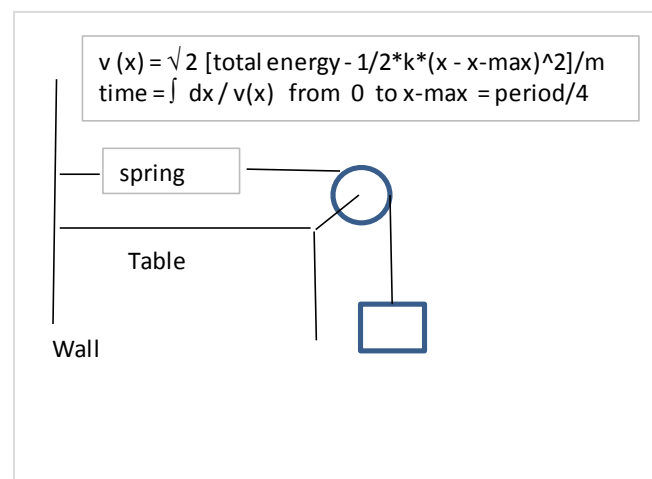 v (x) = √ 2 [total energy - 1/2*k*(x - x-max)^2]/m
time = ∫ dx / v(x) from 0 to x-max = period/4
spring
Table
Wall